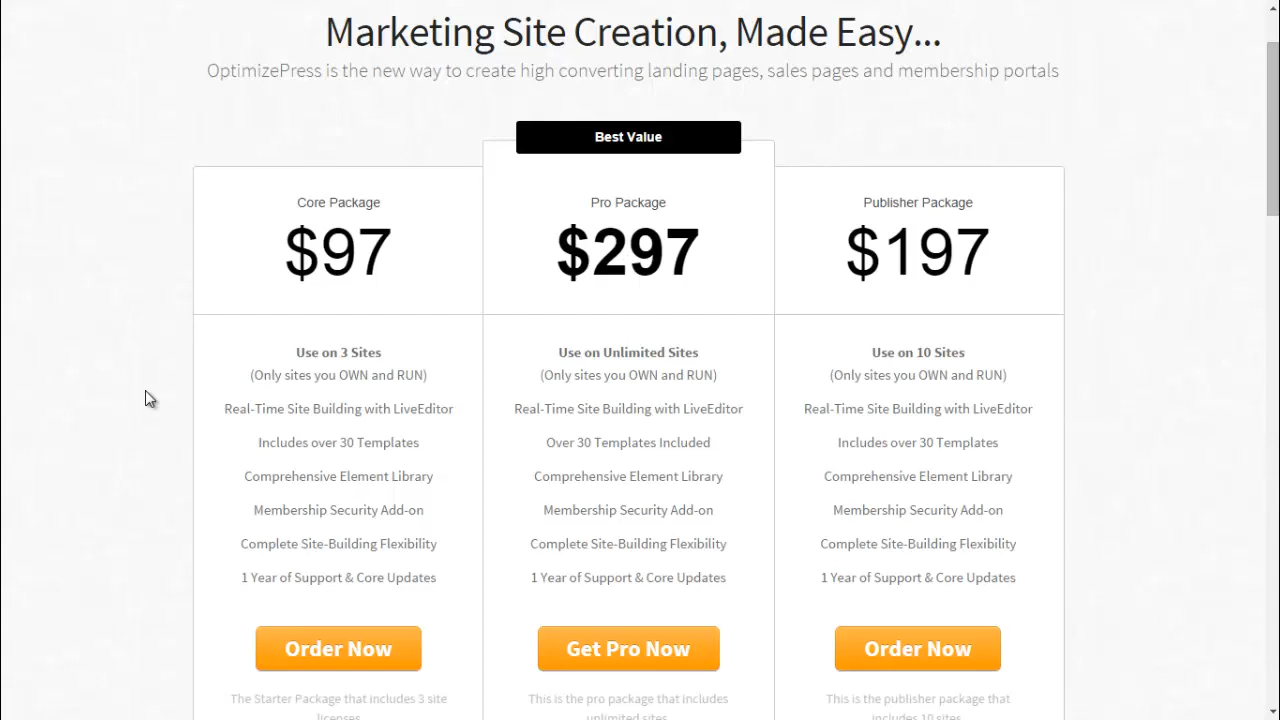 Marketing Site Creation, Made Easy...
OptimizePress is the new way to create high converting landing pages, sales pages and membership portals
Best Value
Core Package
$97
Use on 3 Sites
(Only sites you OWN and RUN)
Real-Time Site Building with LiveEditor
Includes over 30 Templates
Comprehensive Element Library
Membership Security Add-on
Complete Site-Building Flexibility
1 Year of Support & Core Updates
Order Now
The Starter Package that includes 3 site
licenses
Pro Package
$297
Use on Unlimited Sites
(Only sites you OWN and RUN)
Real-Time Site Building with LiveEditor
Over 30 Templates Included
Comprehensive Element Library
Membership Security Add-on
Complete Site-Building Flexibility
1 Year of Support & Core Updates
Get Pro Now
This is the pro package that includes
unlimited sites
Publisher Package
$197
Use on 10 Sites
(Only sites you OWN and RUN)
Real-Time Site Building with LiveEditor
Includes over 30 Templates
Comprehensive Element Library
Membership Security Add-on
Complete Site-Building Flexibility
1 Year of Support & Core Updates
Order Now
This is the publisher package that
includes 10 sites